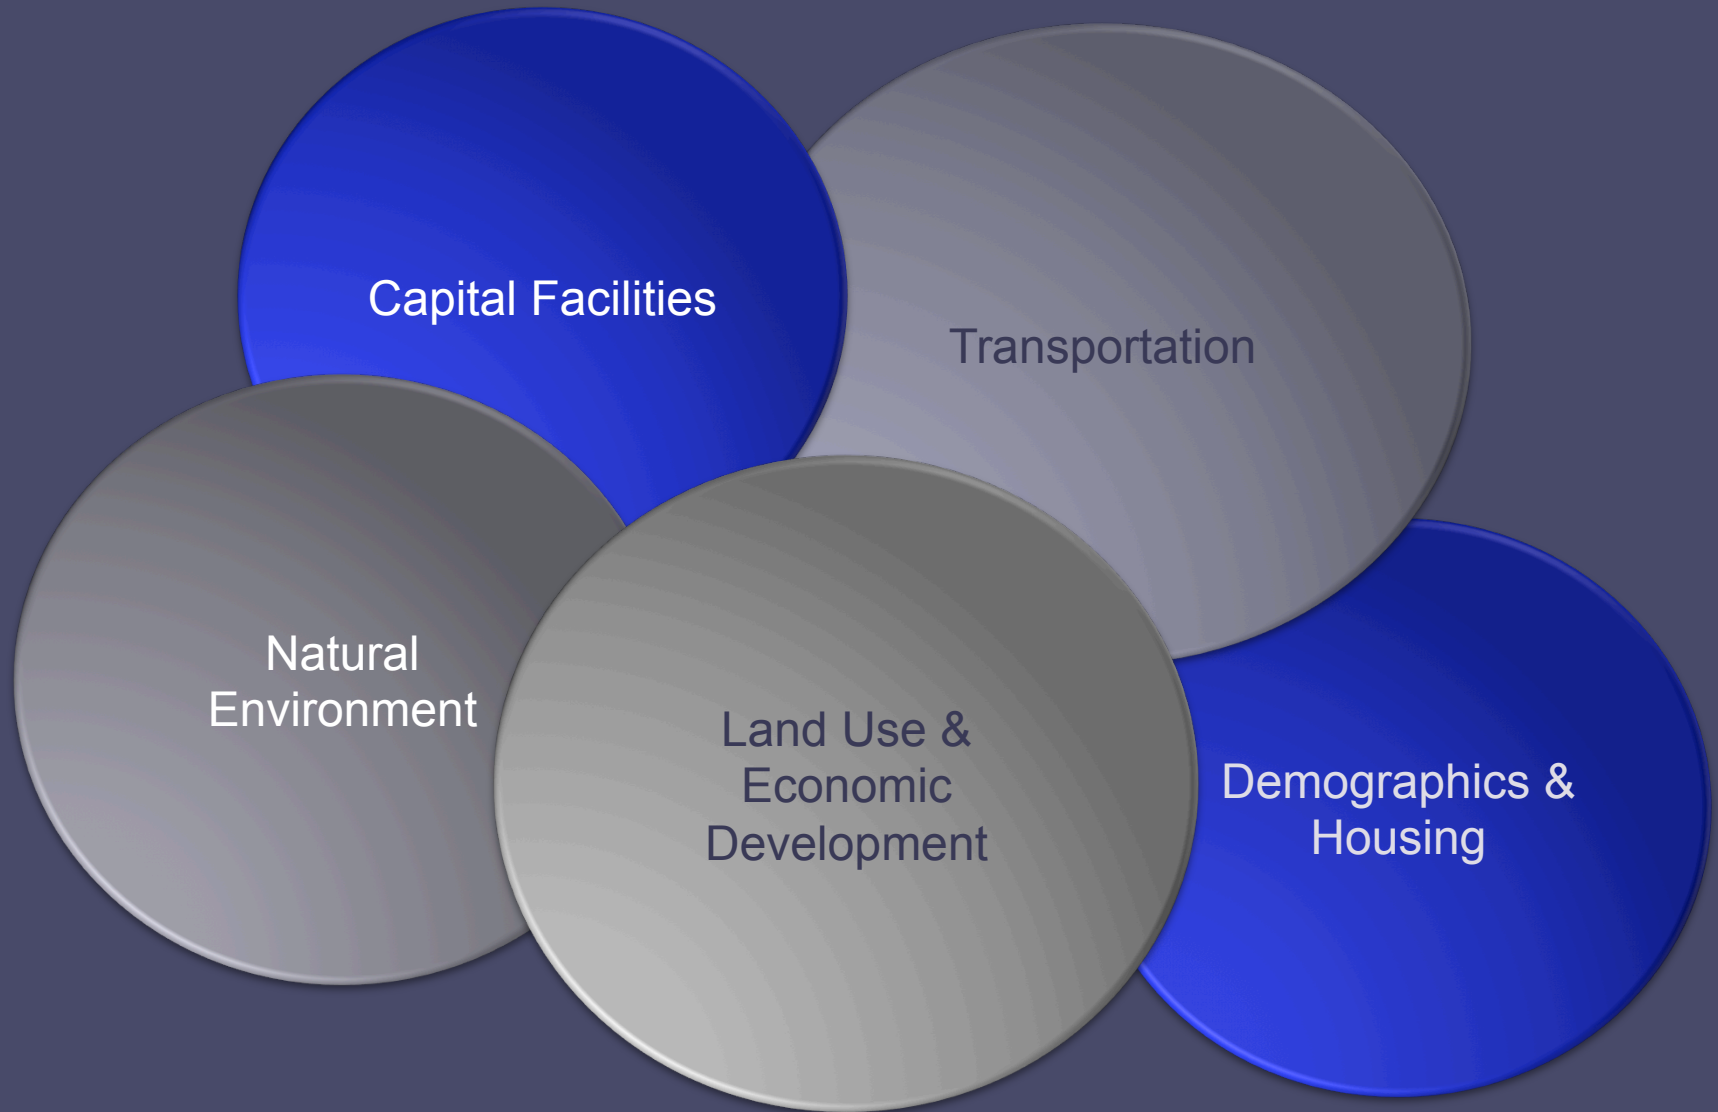 Capital Facilities
Transportation
Natural
Environment
Land Use &
Economic
Development
Demographics &
Housing